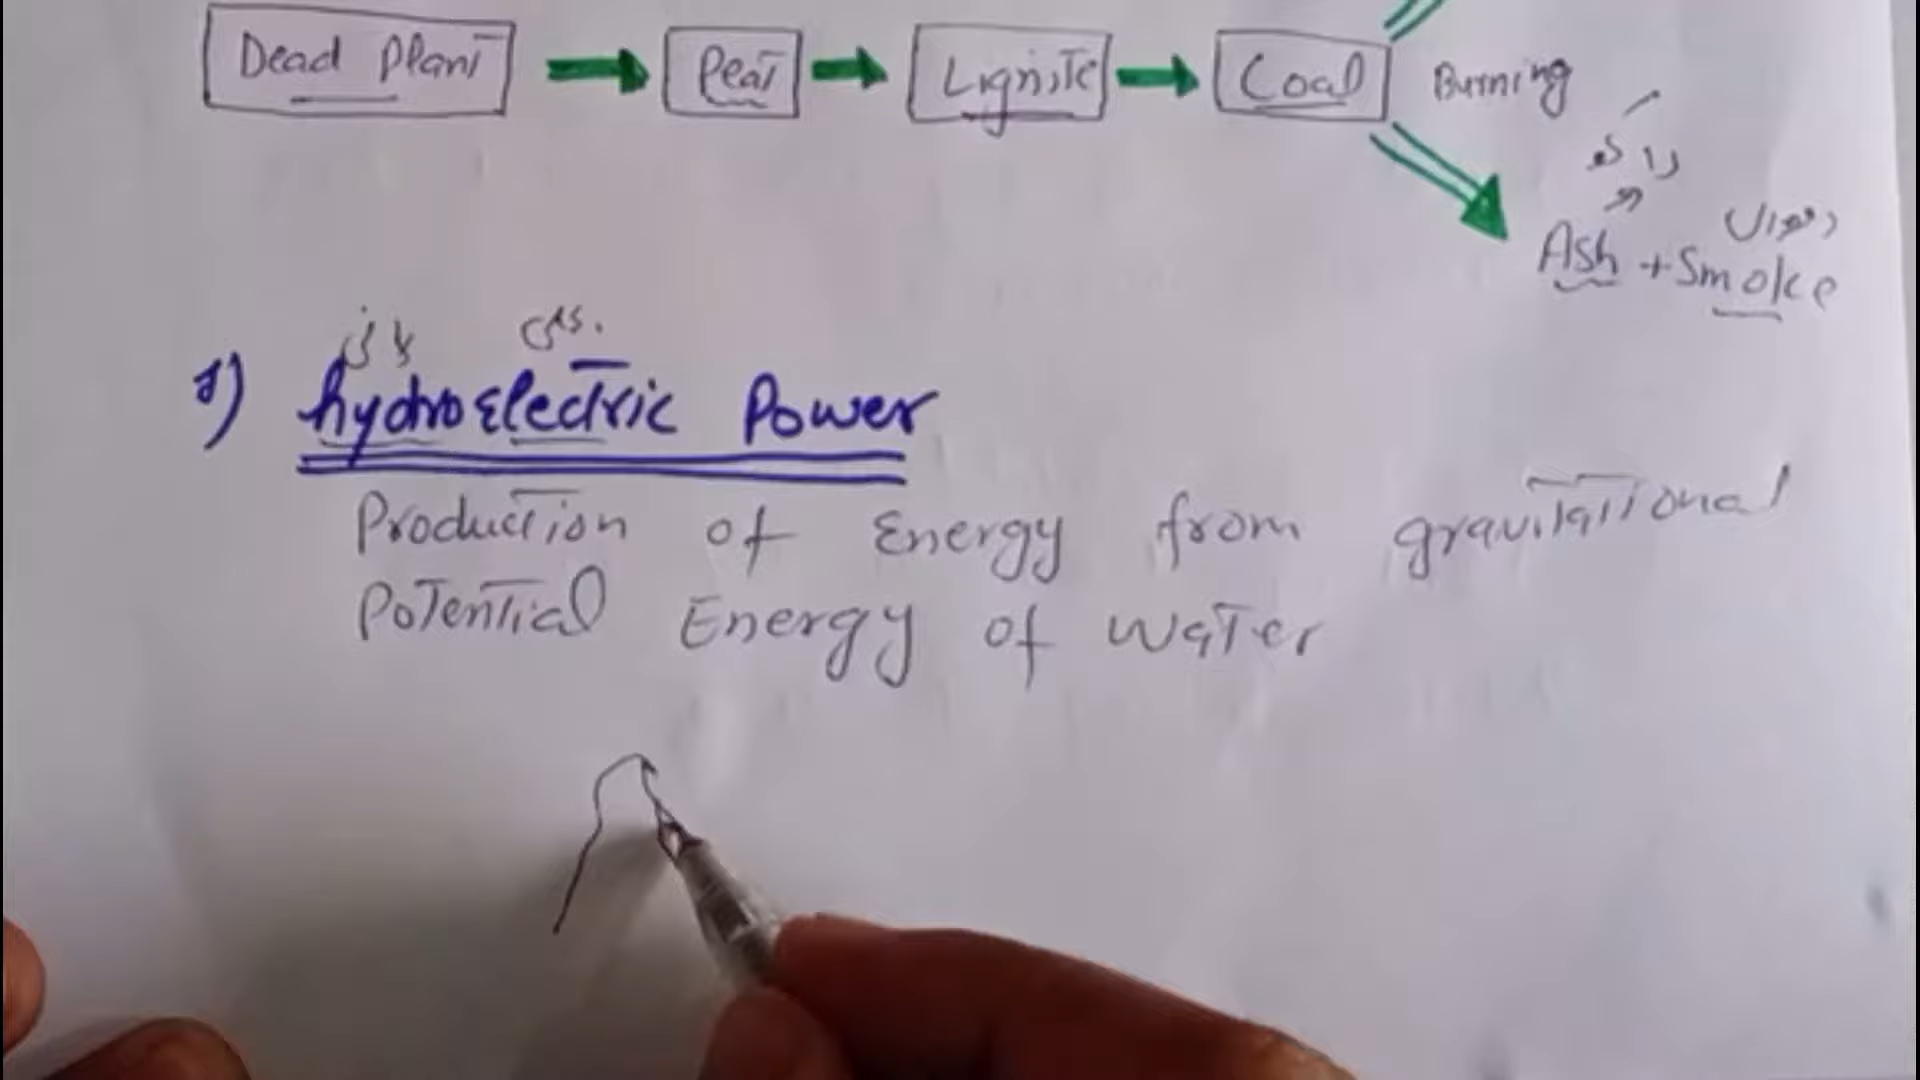 Dead Plant Peat Lignite Coal Burning
دھواں
Ash + Smoke
1) hydroelectric Power
Production of Energy from gravitational
Potential Energy of Water